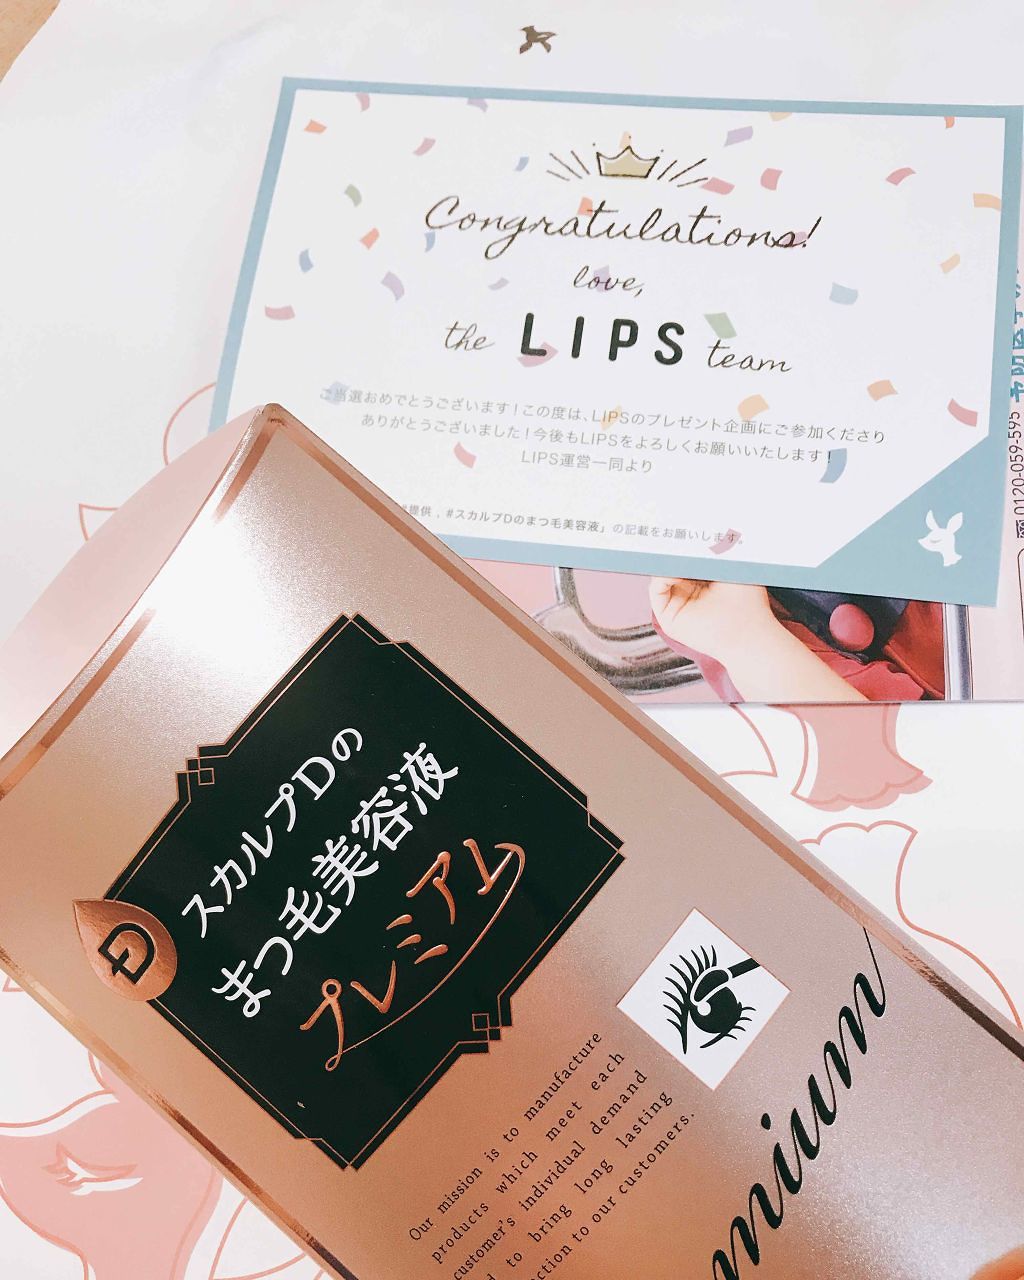 Congratulations!
love,
the LIPS team
ご当選おめでとうございます！この度は、LIPSのプレゼント企画にご参加くださり
ありがとうございました！今後もLIPSをよろしくお願いいたします！
LIPS運営一同より
提供，#スカルプDのまつ毛美容液」の記載をお願いします。
0120-059-595
スカルプDの
まつ毛美容液
プレミアム
D
Our mission is to manufacture
products which meet each
customer's individual demand
to bring long lasting
to our customers.
mium